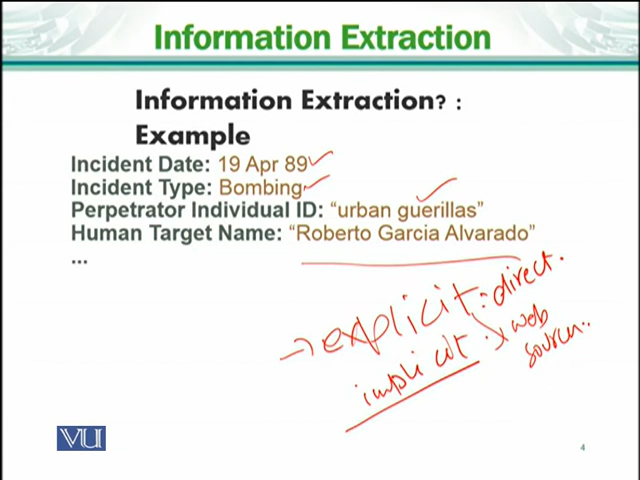 Information Extraction
Information Extraction? :
Example
Incident Date: 19 Apr 89
Incident Type: Bombing
Perpetrator Individual ID: “urban guerillas”
Human Target Name: “Roberto Garcia Alvarado”
...
→ explicit : direct.
implicit : web
VU
4